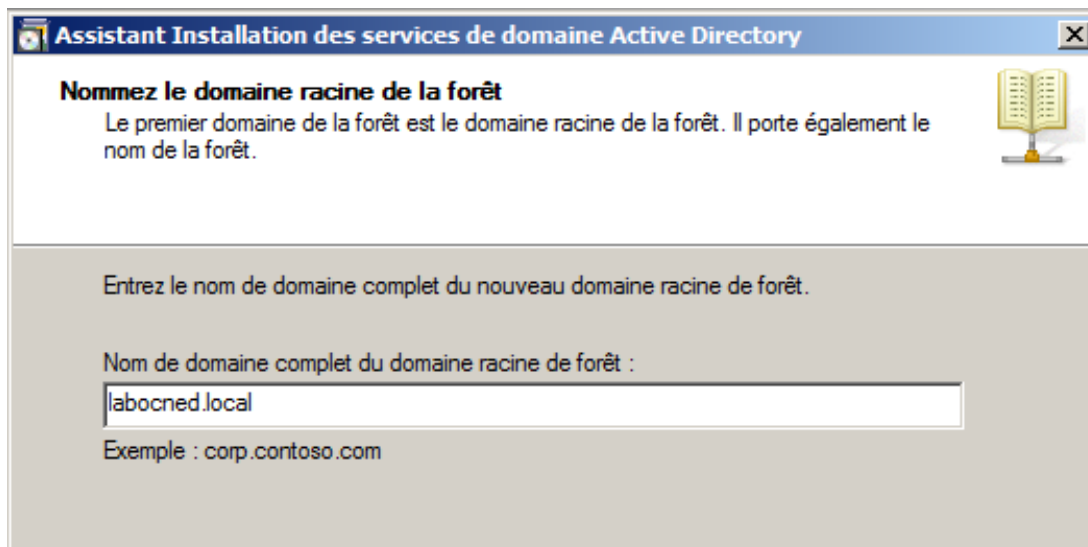 Assistant Installation des services de domaine Active Directory
Nommez le domaine racine de la forêt
Le premier domaine de la forêt est le domaine racine de la forêt. Il porte également le
nom de la forêt.
Entrez le nom de domaine complet du nouveau domaine racine de forêt.
Nom de domaine complet du domaine racine de forêt :
labocned.local
Exemple : corp.contoso.com